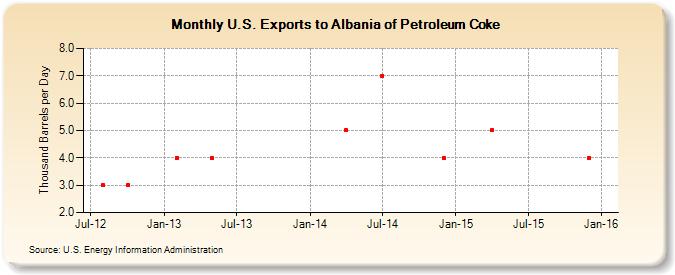 Monthly U.S. Exports to Albania of Petroleum Coke
Thousand Barrels per Day
8.0
7.0
6.0
5.0
4.0
3.0
2.0
Jul-12 Jan-13 Jul-13 Jan-14 Jul-14 Jan-15 Jul-15 Jan-16
Source: U.S. Energy Information Administration